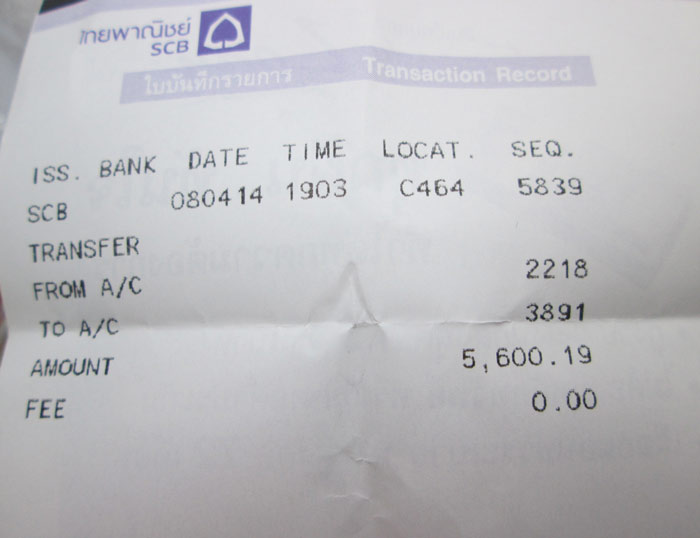 ไทยพาณิชย์
SCB
ใบบันทึกรายการ Transaction Record
ISS. BANK DATE TIME LOCAT. SEQ.
SCB 080414 1903 C464 5839
TRANSFER
FROM A/C 2218
TO A/C 3891
AMOUNT 5,600.19
FEE 0.00